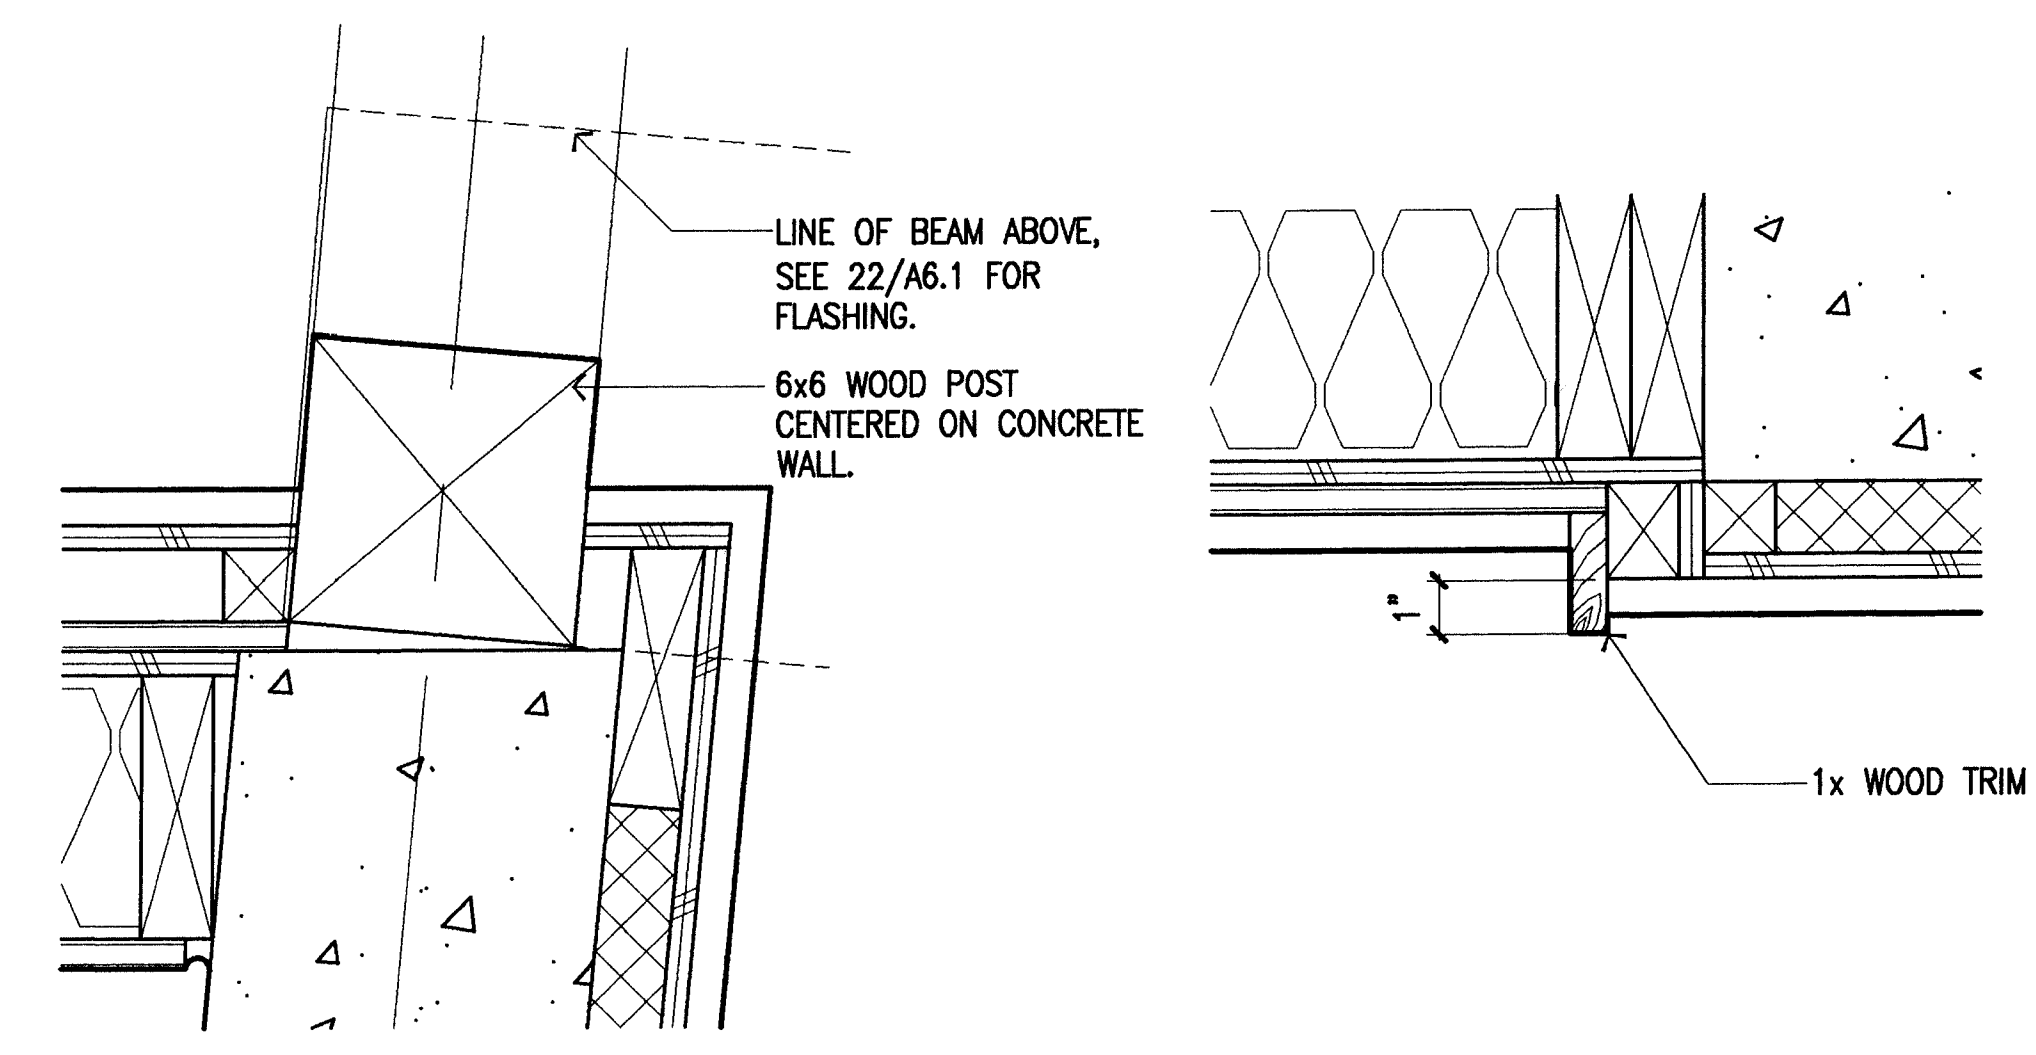 LINE OF BEAM ABOVE,
SEE 22/A6.1 FOR
FLASHING.
6x6 WOOD POST
CENTERED ON CONCRETE
WALL.
1"
1x WOOD TRIM